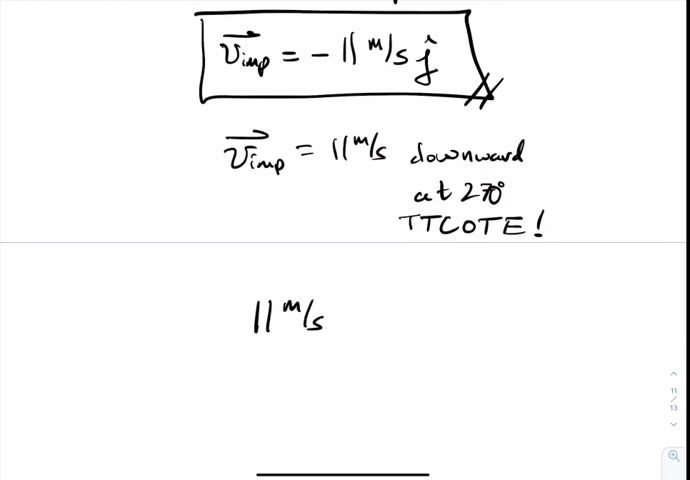 v⃗imp = - 11 m/s ĵ
v⃗imp = 11 m/s downward
at 270°
TTCOTE!
11 m/s
11
/
13